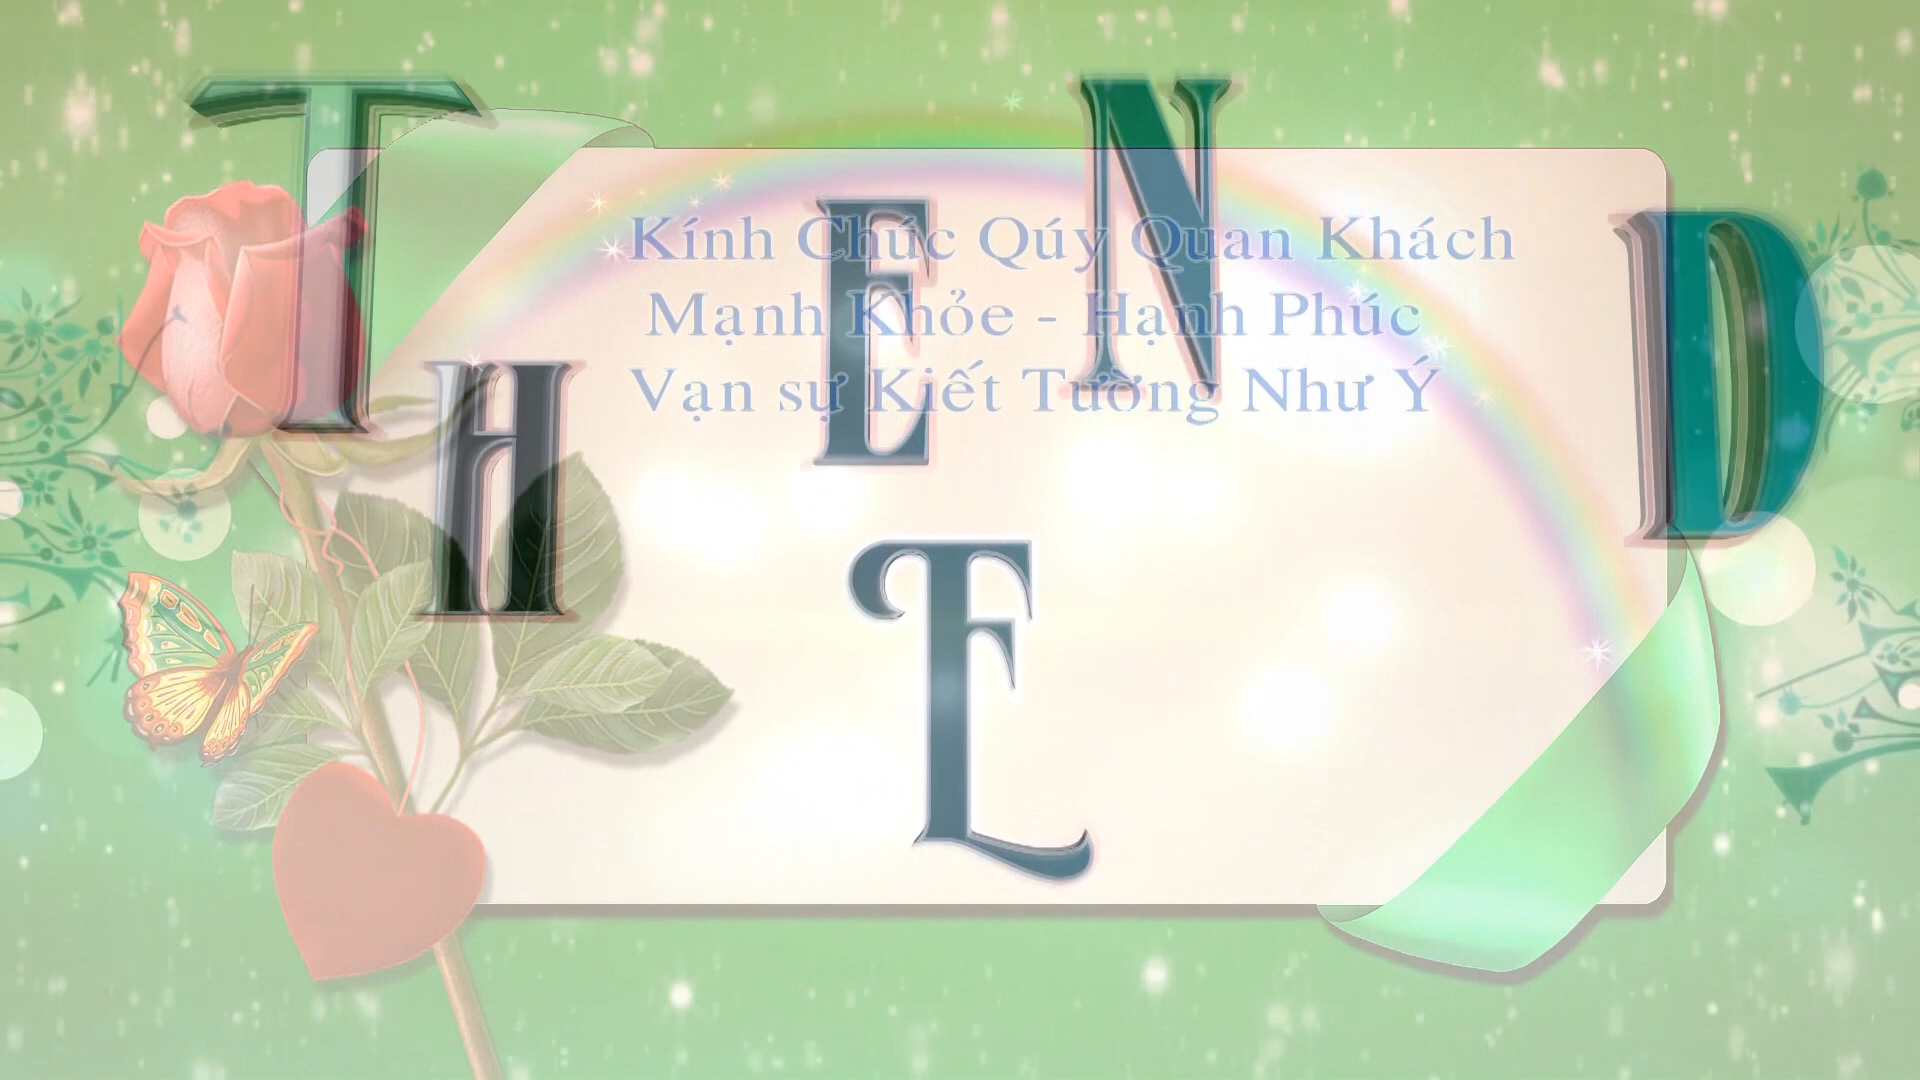 THE END
Kính Chúc Qúy Quan Khách
Mạnh Khỏe - Hạnh Phúc
Vạn sự Kiết Tường Như Ý